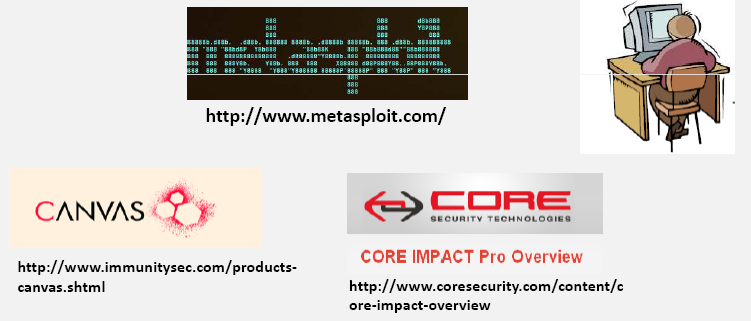 http://www.metasploit.com/
CANVAS
CORE
SECURITY TECHNOLOGIES
CORE IMPACT Pro Overview
http://www.immunitysec.com/products-
canvas.shtml
http://www.coresecurity.com/content/c
ore-impact-overview